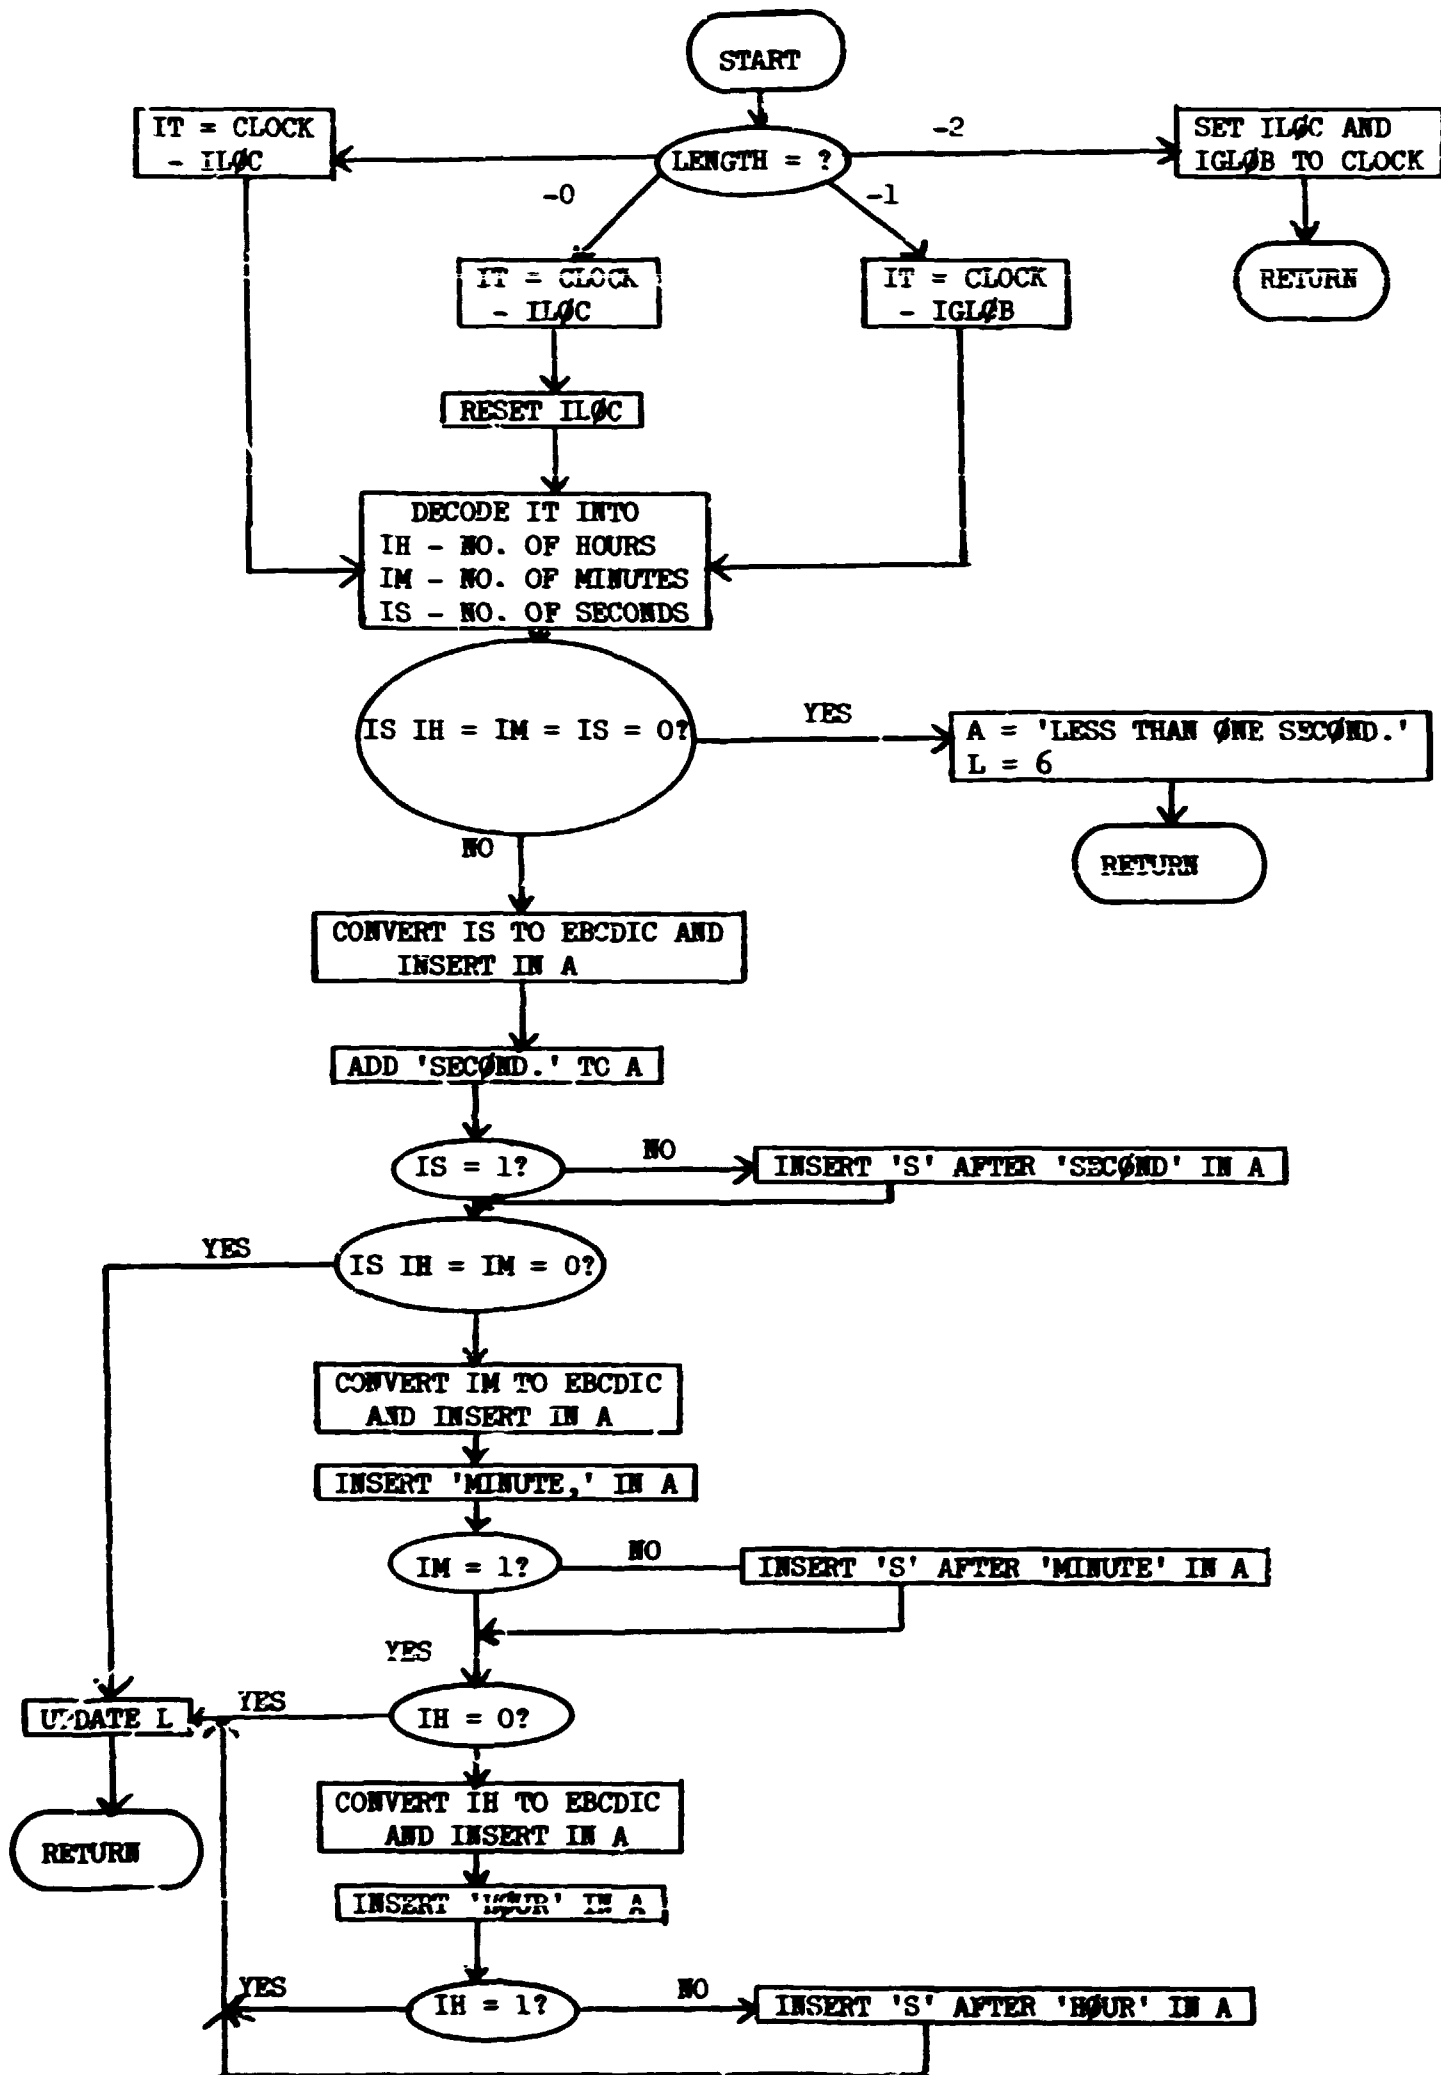 START
IT = CLOCK
- ILØC
LENGTH = ?
-2
SET ILØC AND
IGLØB TO CLOCK
-0
-1
IT = CLOCK
- ILØC
IT = CLOCK
- IGLØB
RETURN
RESET ILØC
DECODE IT INTO
IH - NO. OF HOURS
IM - NO. OF MINUTES
IS - NO. OF SECONDS
IS IH = IM = IS = 0?
YES
A = 'LESS THAN ØNE SECØND.'
L = 6
NO
RETURN
CONVERT IS TO EBCDIC AND
INSERT IN A
ADD 'SECØND.' TO A
IS = 1?
NO
INSERT 'S' AFTER 'SECØND' IN A
YES
IS IH = IM = 0?
CONVERT IM TO EBCDIC
AND INSERT IN A
INSERT 'MINUTE,' IN A
IM = 1?
NO
INSERT 'S' AFTER 'MINUTE' IN A
YES
UPDATE L
YES
IH = 0?
CONVERT IH TO EBCDIC
AND INSERT IN A
RETURN
INSERT 'HØUR' IN A
YES
IH = 1?
NO
INSERT 'S' AFTER 'HØUR' IN A